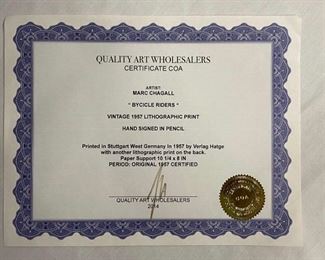 QUALITY ART WHOLESALERS
CERTIFICATE COA
ARTIST
MARC CHAGALL
" BYCICLE RIDERS "
VINTAGE 1957 LITHOGRAPHIC PRINT
HAND SIGNED IN PENCIL
Printed in Stuttgart West Germany In 1957 by Verlag Hatge
with another lithographic print on the back.
Paper Support 10 1/4 x 8 IN
PERIOD: ORIGINAL 1957 CERTIFIED
QUALITY ART WHOLESALERS
2014